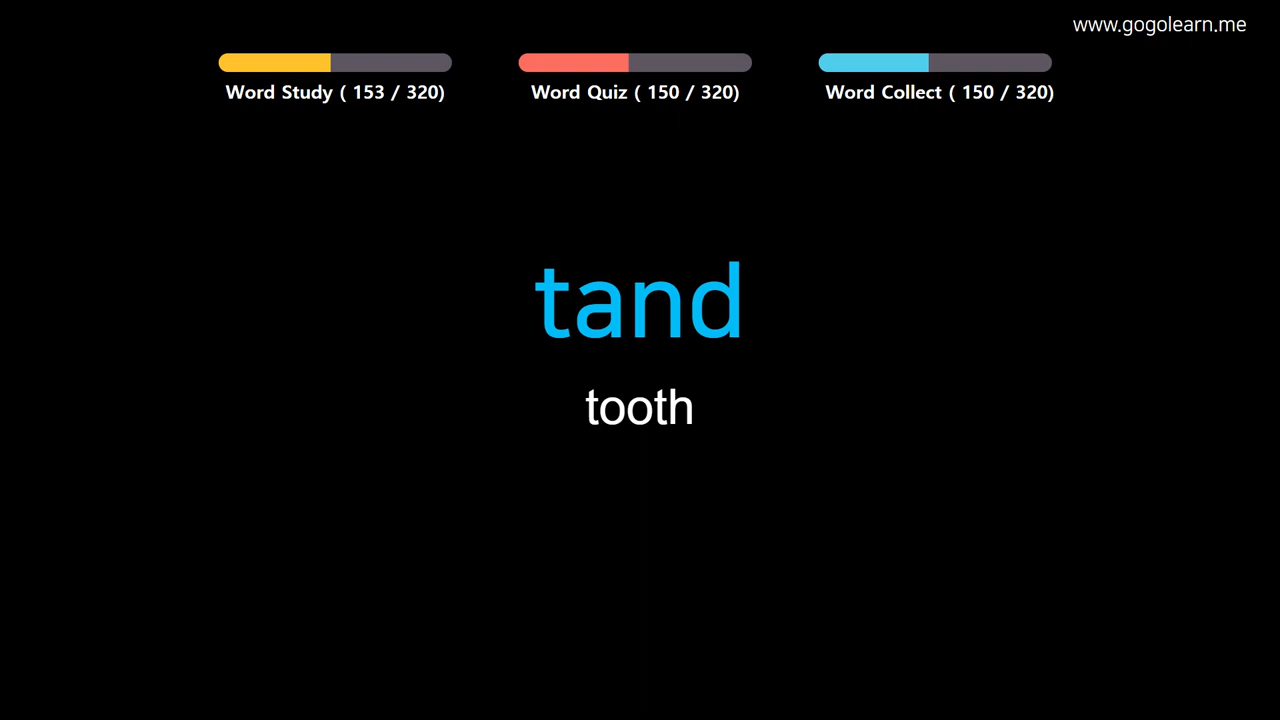 www.gogolearn.me
Word Study ( 153 / 320)
Word Quiz ( 150 / 320)
Word Collect ( 150 / 320)
tand
tooth